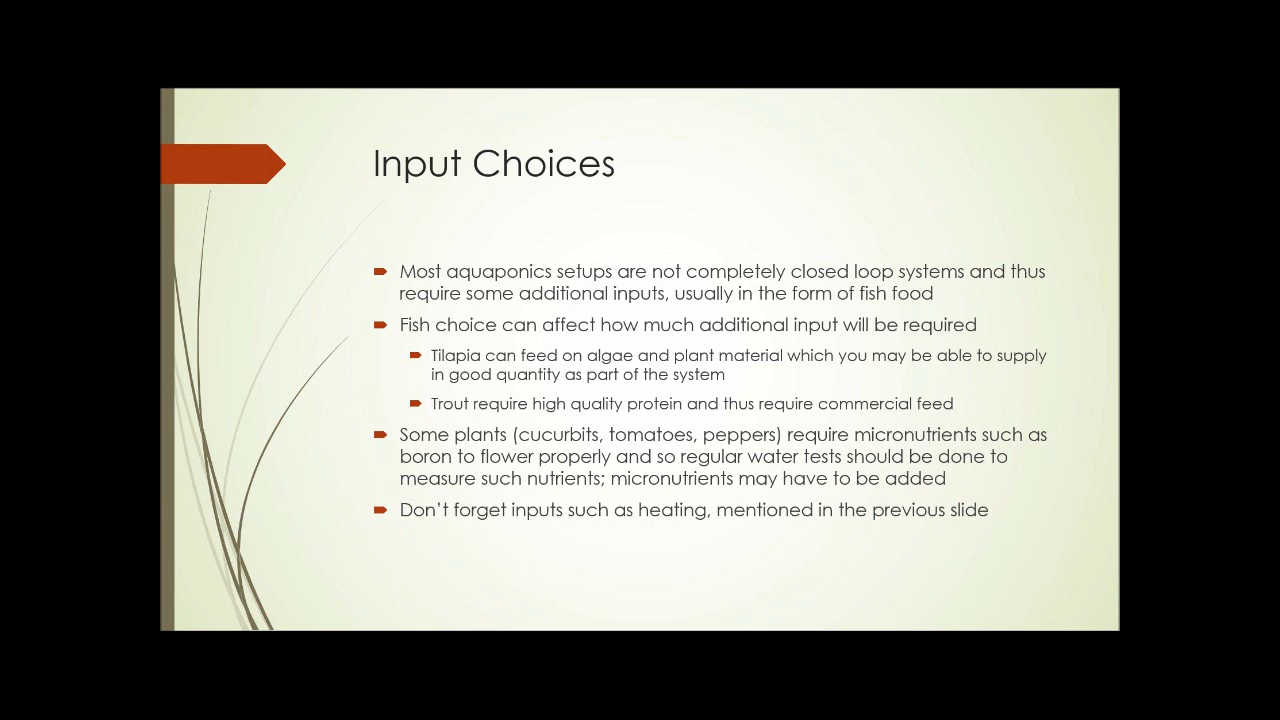 Input Choices
Most aquaponics setups are not completely closed loop systems and thus
require some additional inputs, usually in the form of fish food
Fish choice can affect how much additional input will be required
Tilapia can feed on algae and plant material which you may be able to supply
in good quantity as part of the system
Trout require high quality protein and thus require commercial feed
Some plants (cucurbits, tomatoes, peppers) require micronutrients such as
boron to flower properly and so regular water tests should be done to
measure such nutrients; micronutrients may have to be added
Don’t forget inputs such as heating, mentioned in the previous slide